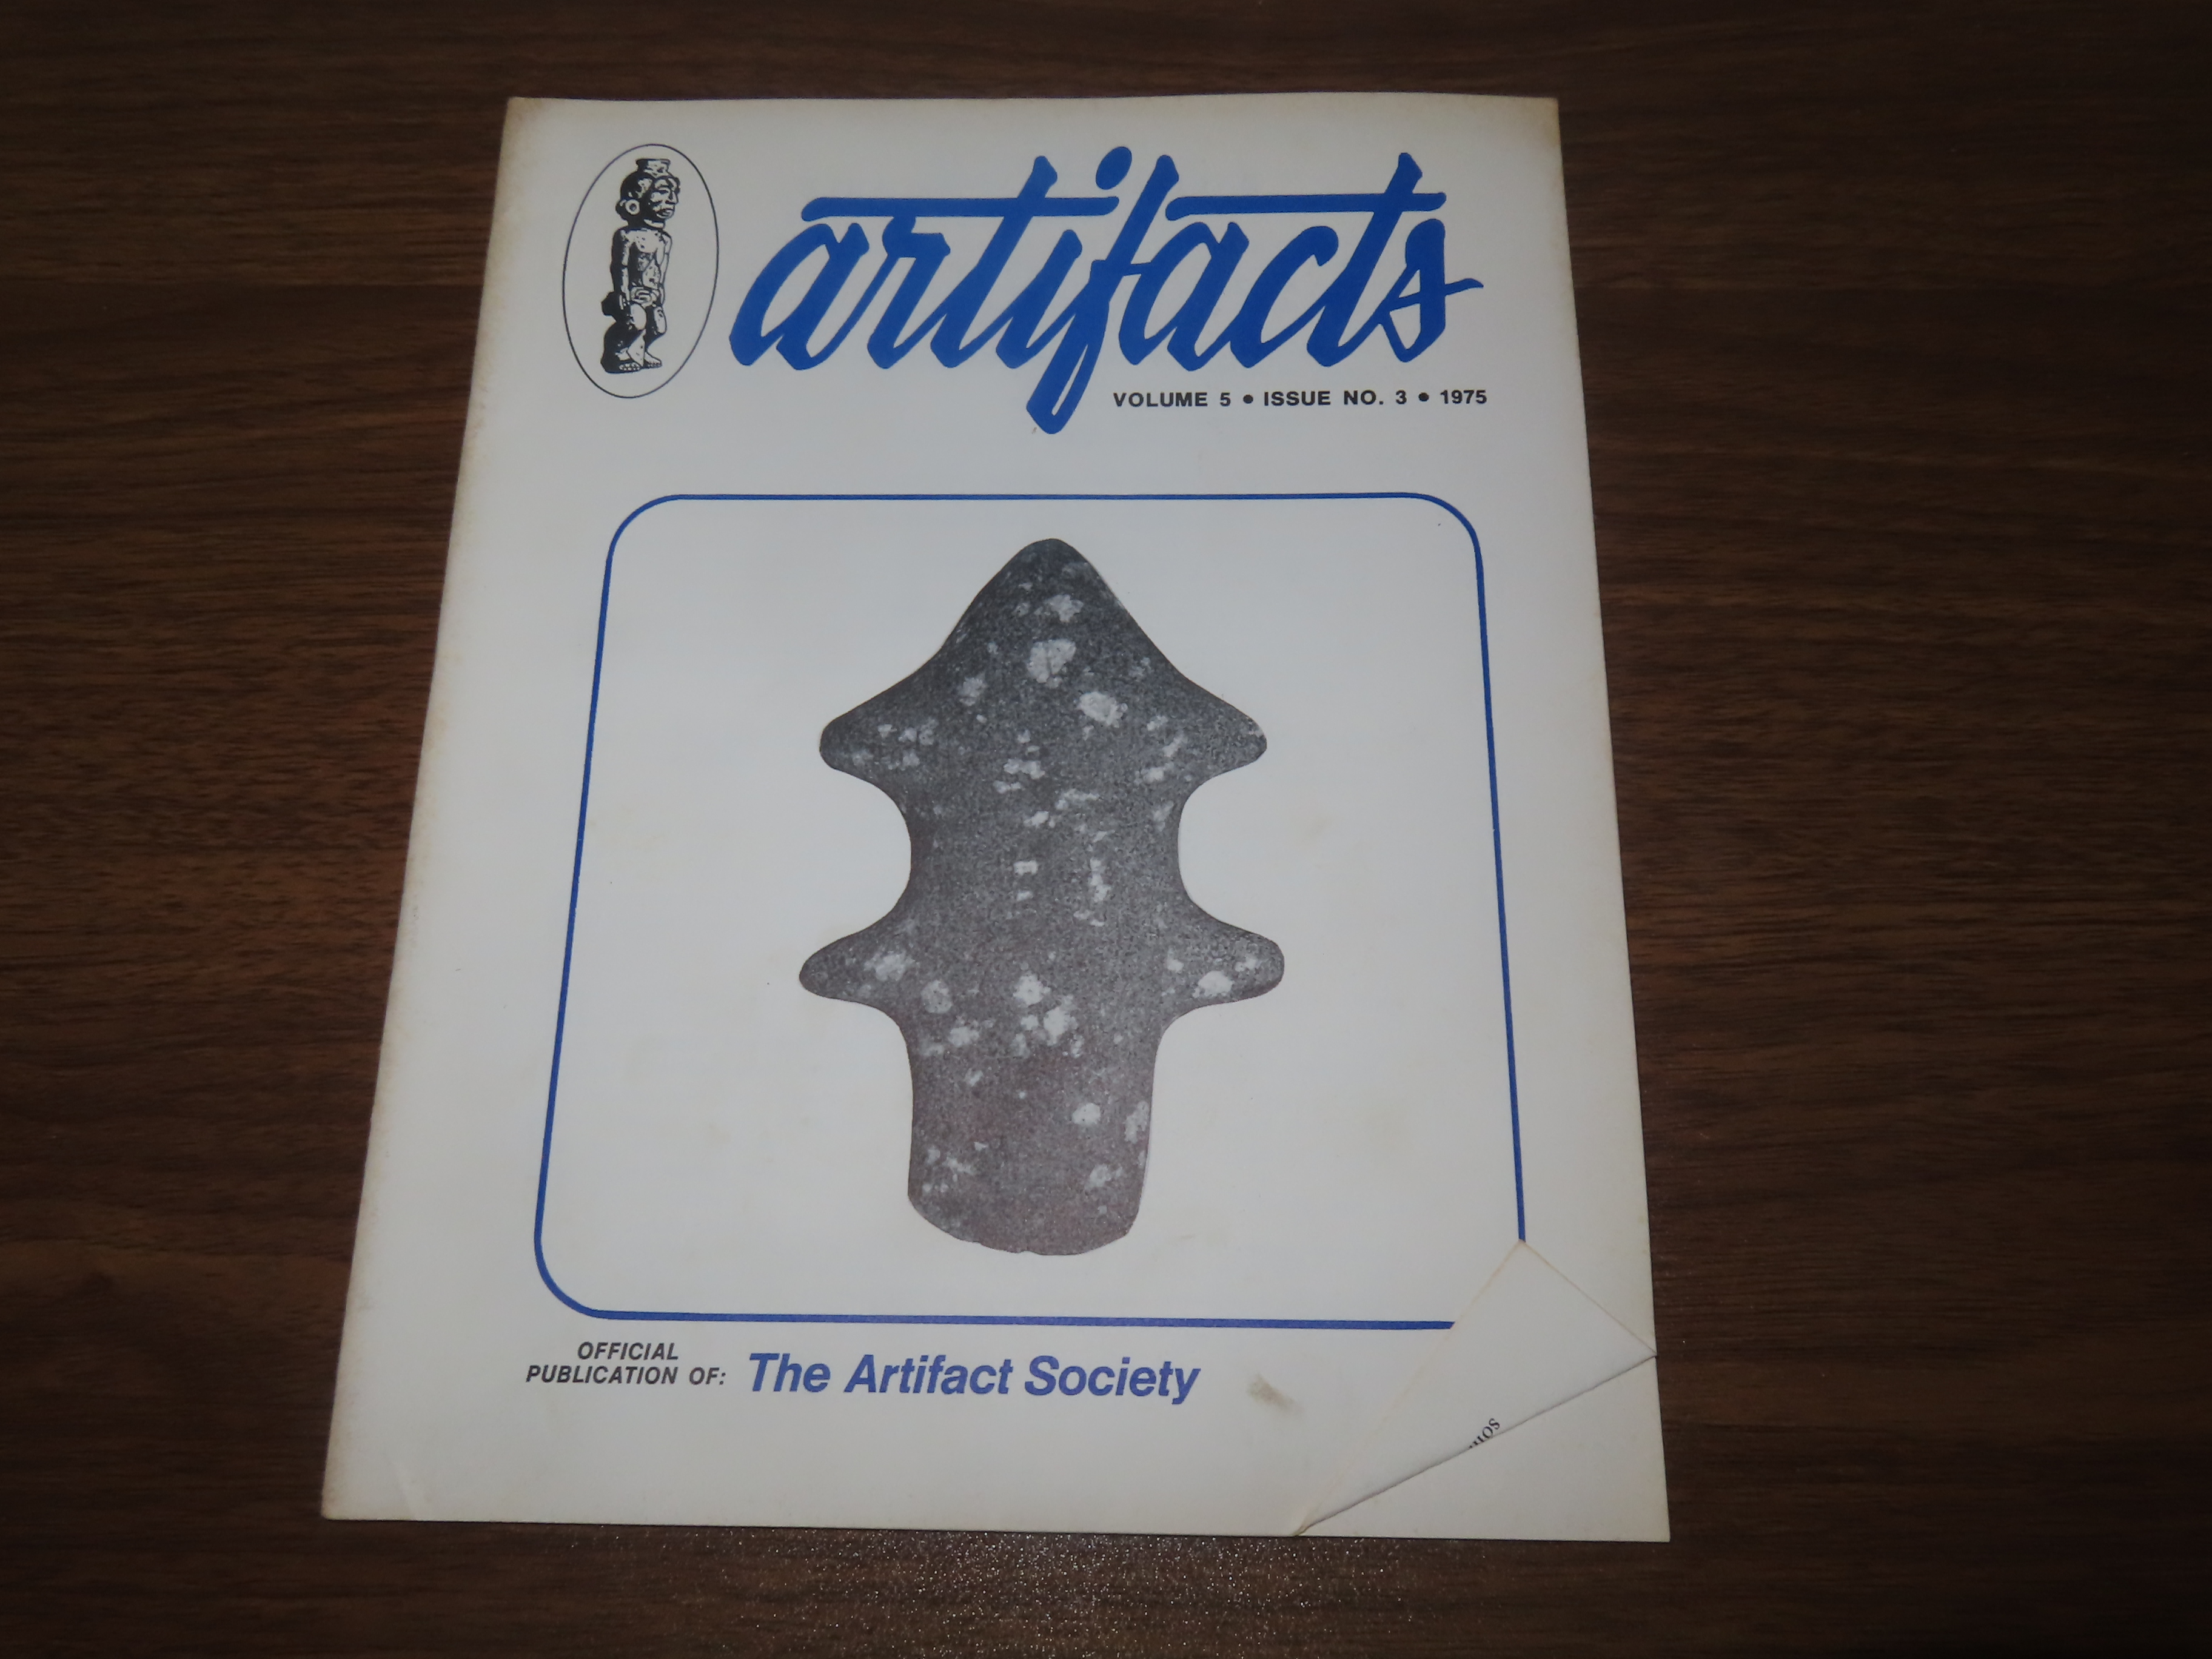 artifacts
VOLUME 5 • ISSUE NO. 3 • 1975
OFFICIAL
PUBLICATION OF: The Artifact Society